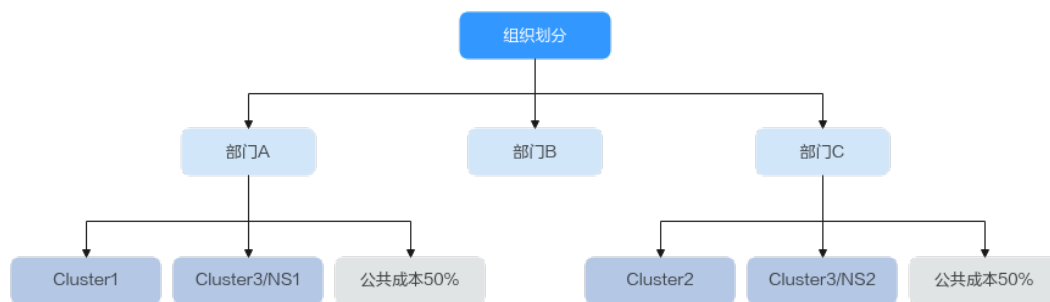 组织划分
部门A
部门B
部门C
Cluster1
Cluster3/NS1
公共成本50%
Cluster2
Cluster3/NS2
公共成本50%